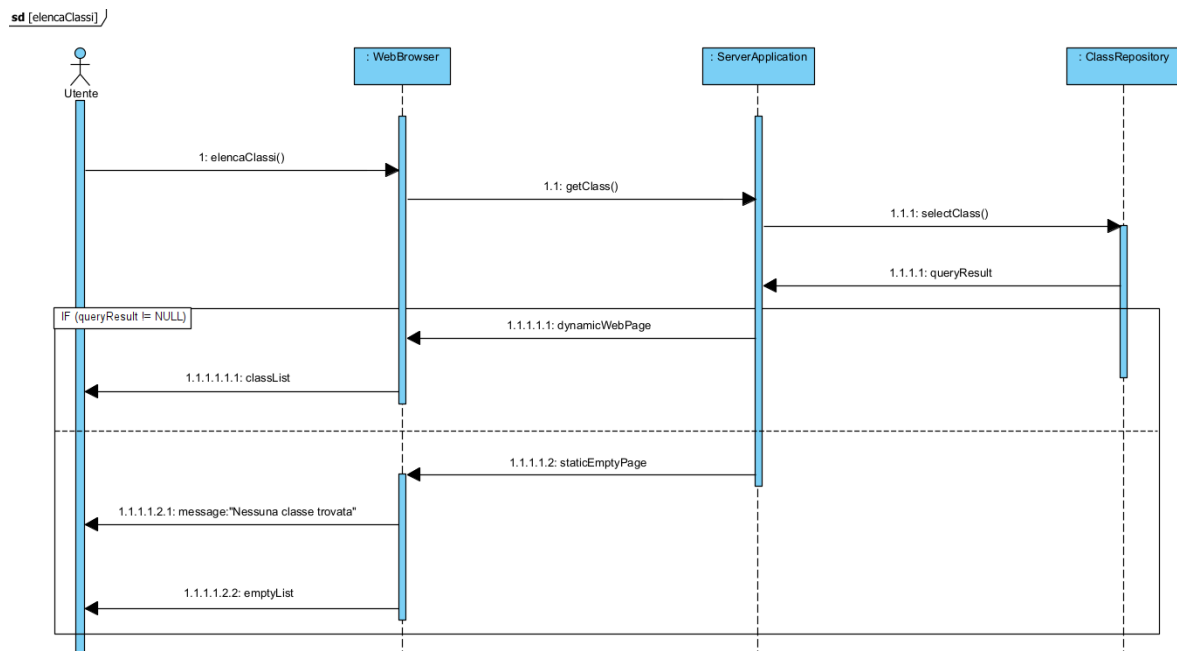 sd [elencaClassi]
: WebBrowser
: ServerApplication
: ClassRepository
Utente
1: elencaClassi()
1.1: getClass()
1.1.1: selectClass()
1.1.1.1: queryResult
IF (queryResult != NULL)
1.1.1.1.1: dynamicWebPage
1.1.1.1.1.1: classList
1.1.1.1.2: staticEmptyPage
1.1.1.1.2.1: message:"Nessuna classe trovata"
1.1.1.1.2.2: emptyList